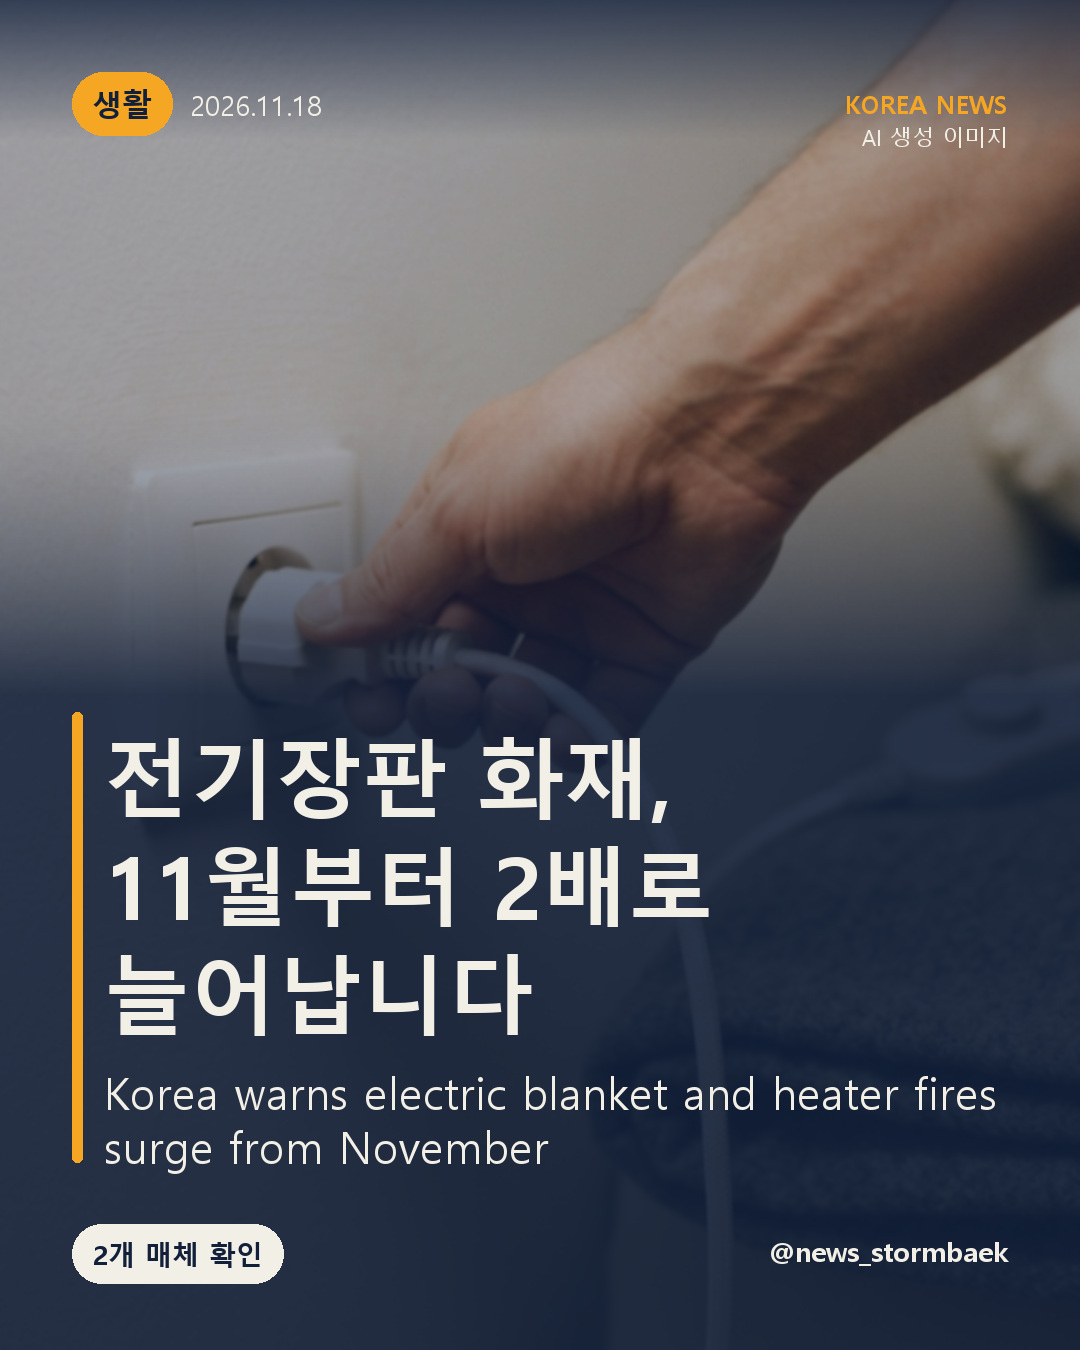 생활 2026.11.18
KOREA NEWS
AI 생성 이미지
전기장판 화재,
11월부터 2배로
늘어납니다
Korea warns electric blanket and heater fires
surge from November
2개 매체 확인
@news_stormbaek